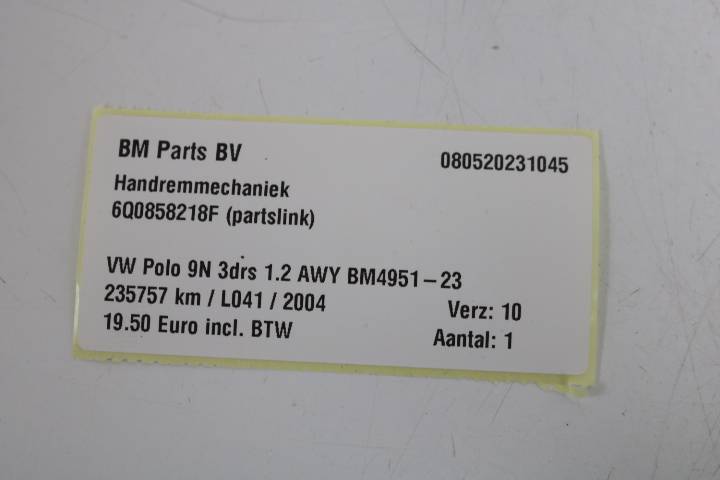 BM Parts BV 080520231045
Handremmechaniek
6Q0858218F (partslink)
VW Polo 9N 3drs 1.2 AWY BM4951-23
235757 km / L041 / 2004 Verz: 10
19.50 Euro incl. BTW Aantal: 1